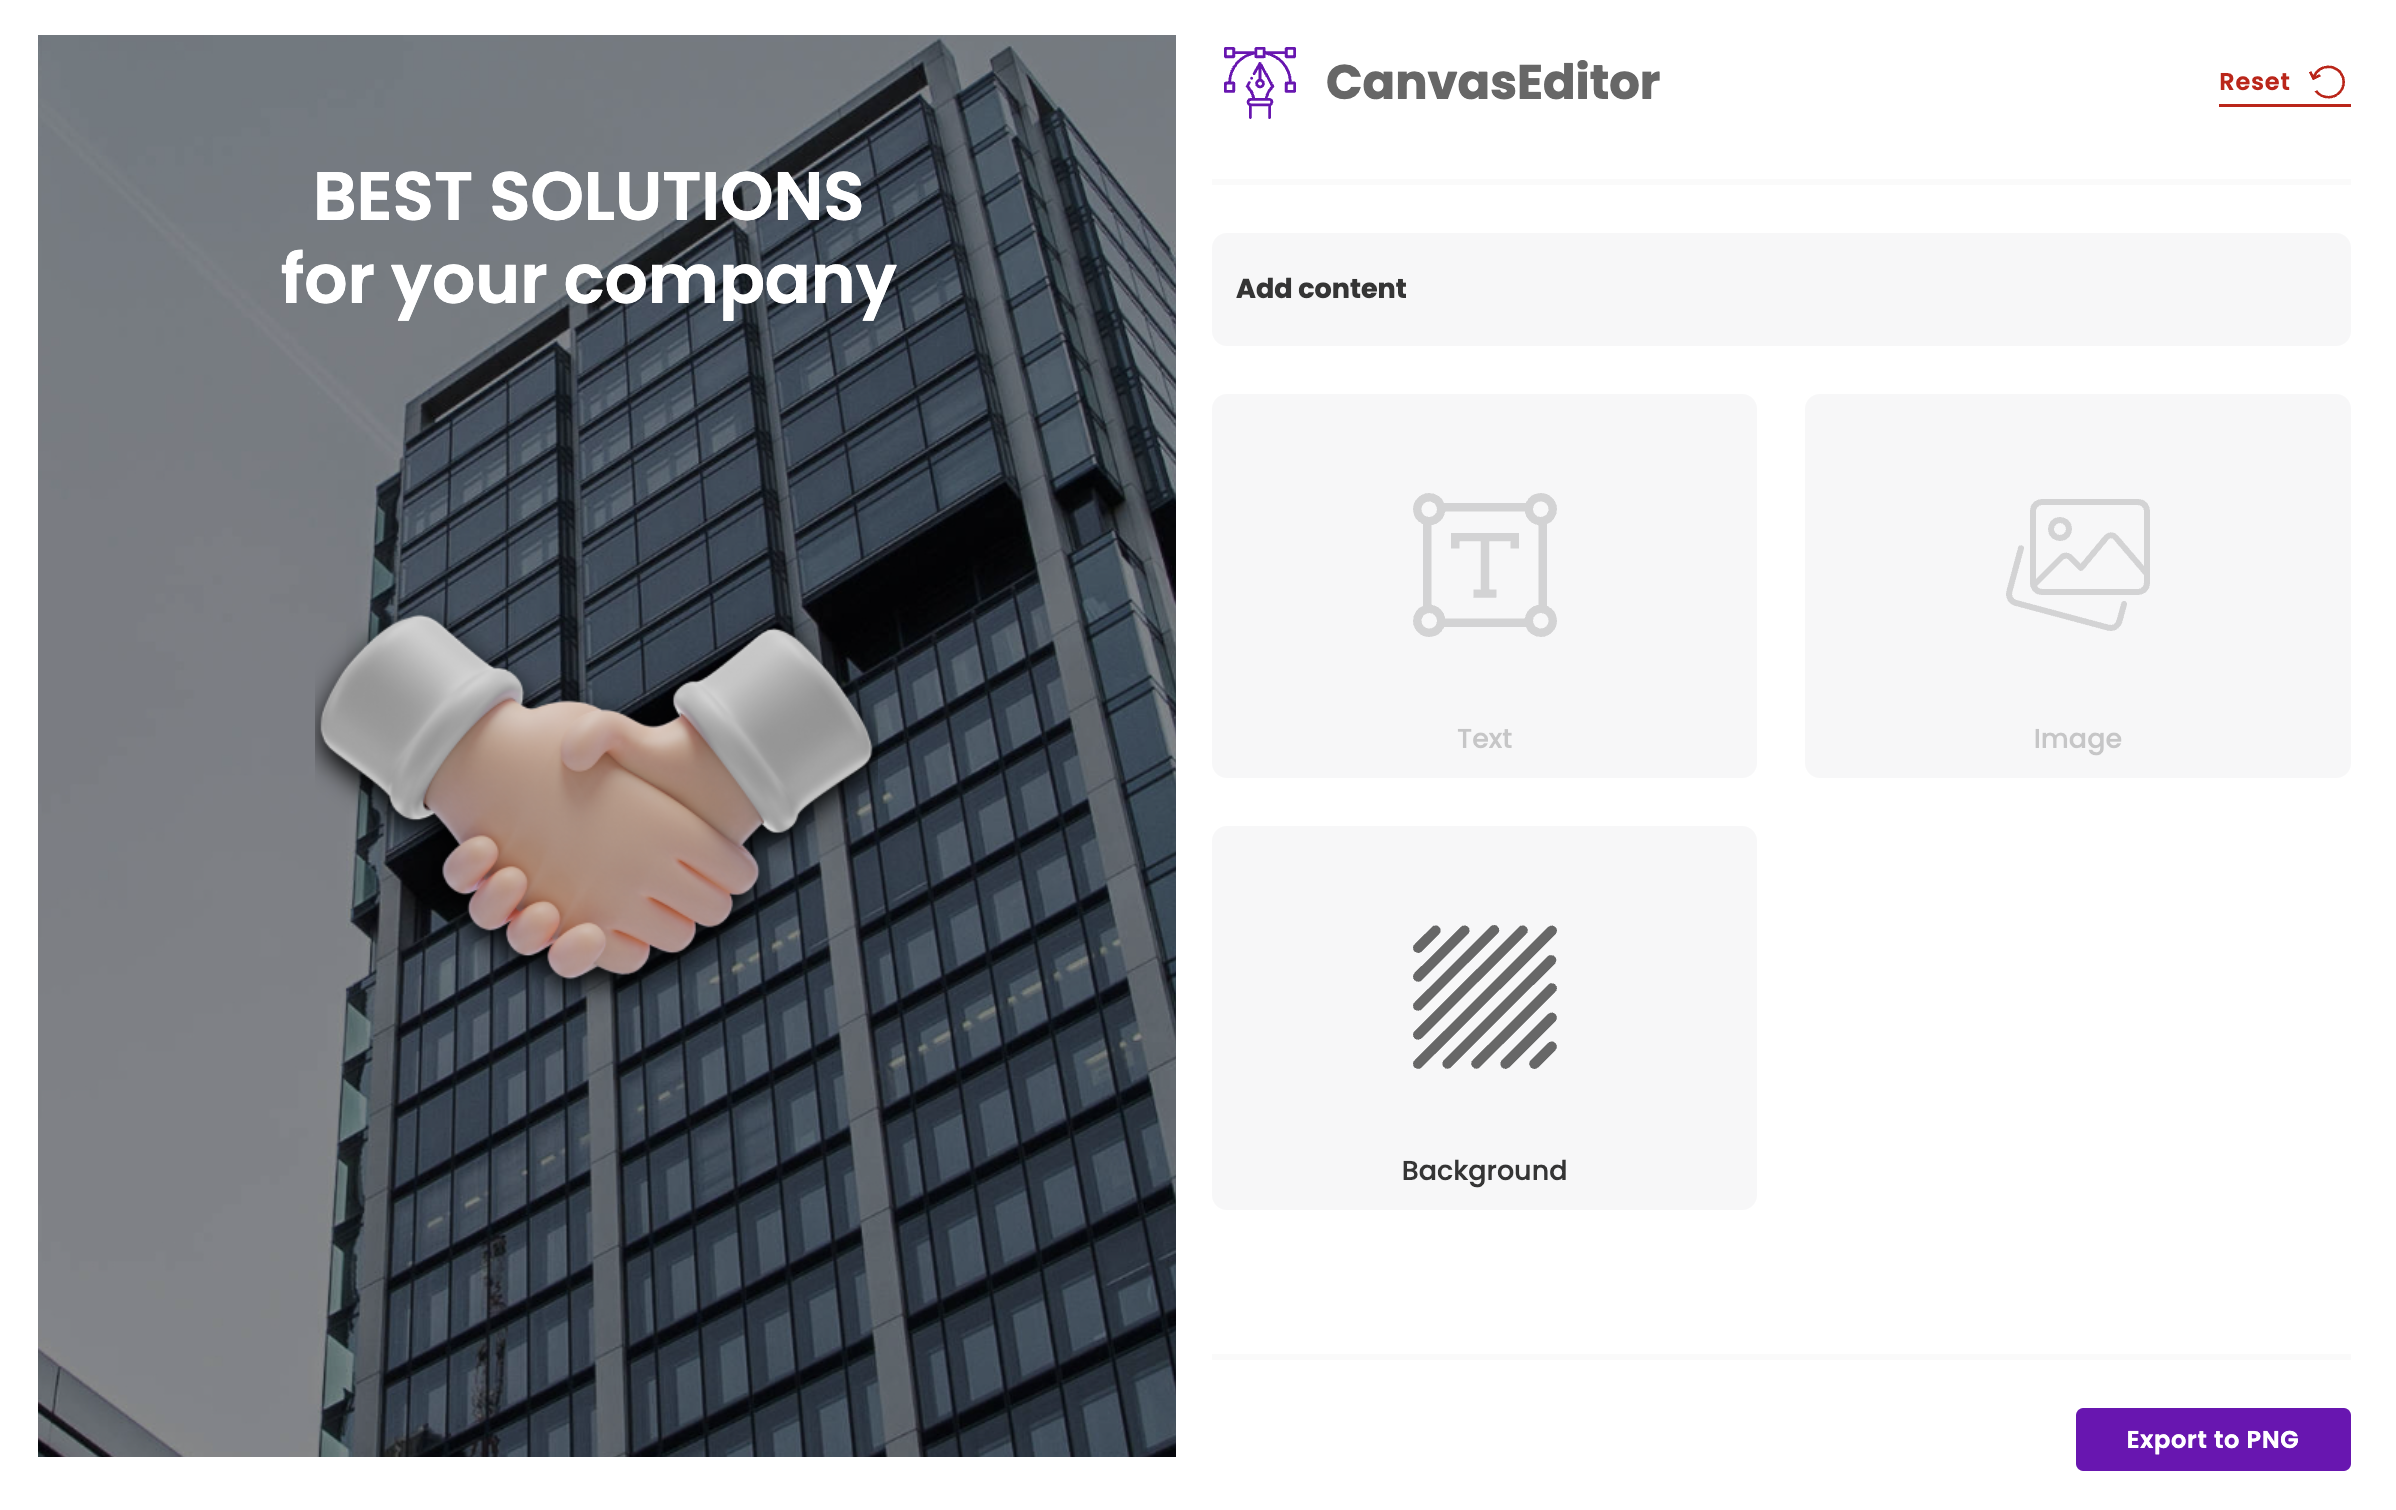 BEST SOLUTIONS
for your company
CanvasEditor
Reset
Add content
Text
Image
Background
Export to PNG